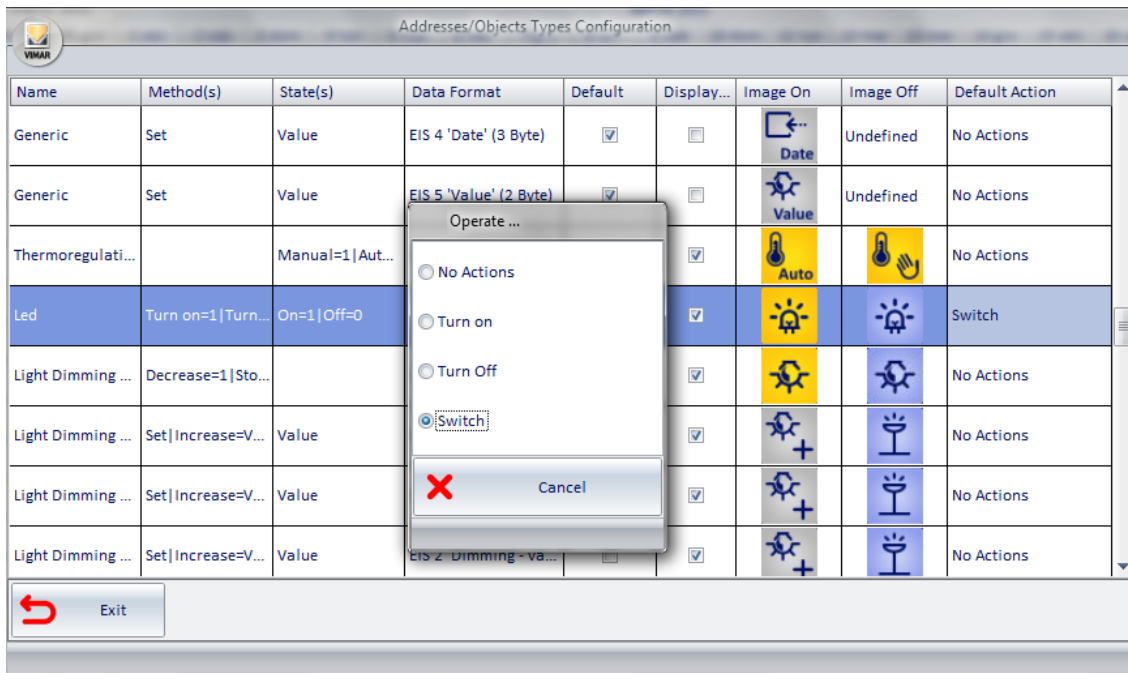 Addresses/Objects Types Configuration
VIMAR
Name Method(s) State(s) Data Format Default Display... Image On Image Off Default Action
Generic Set Value EIS 4 'Date' (3 Byte) Date Undefined No Actions
Generic Set Value EIS 5 'Value' (2 Byte) Value Undefined No Actions
Thermoregulati... Manual=1|Aut... Auto No Actions
Led Turn on=1|Turn... On=1|Off=0 Switch
Light Dimming ... Decrease=1|Sto... No Actions
Light Dimming ... Set|Increase=V... Value No Actions
Light Dimming ... Set|Increase=V... Value No Actions
Light Dimming ... Set|Increase=V... Value EIS 2 'Dimming - va... No Actions
Operate ...
No Actions
Turn on
Turn Off
Switch
Cancel
Exit